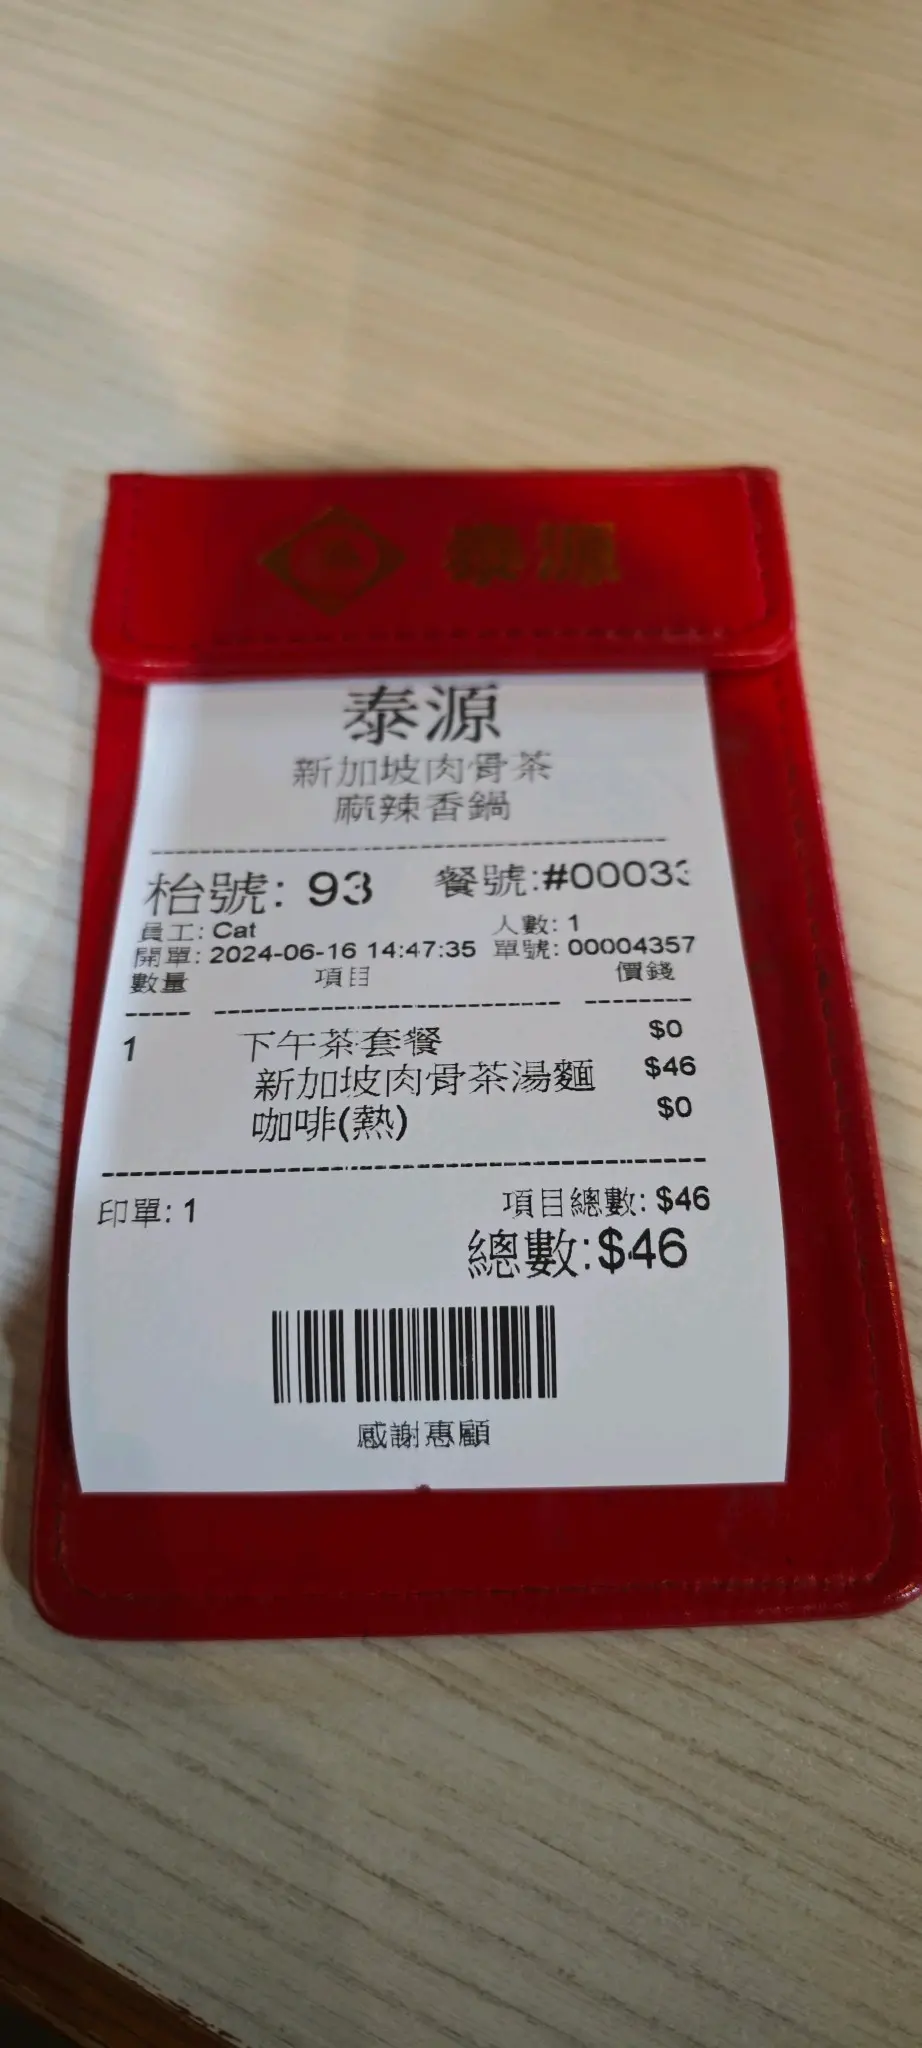 泰源
泰源
新加坡肉骨茶
麻辣香鍋
枱號: 93 餐號:#00033
員工: Cat 人數: 1
開單: 2024-06-16 14:47:35 單號: 00004357
數量 項目 價錢
1 下午茶套餐 $0
新加坡肉骨茶湯麵 $46
咖啡(熱) $0
印單: 1 項目總數: $46
總數:$46
感謝惠顧